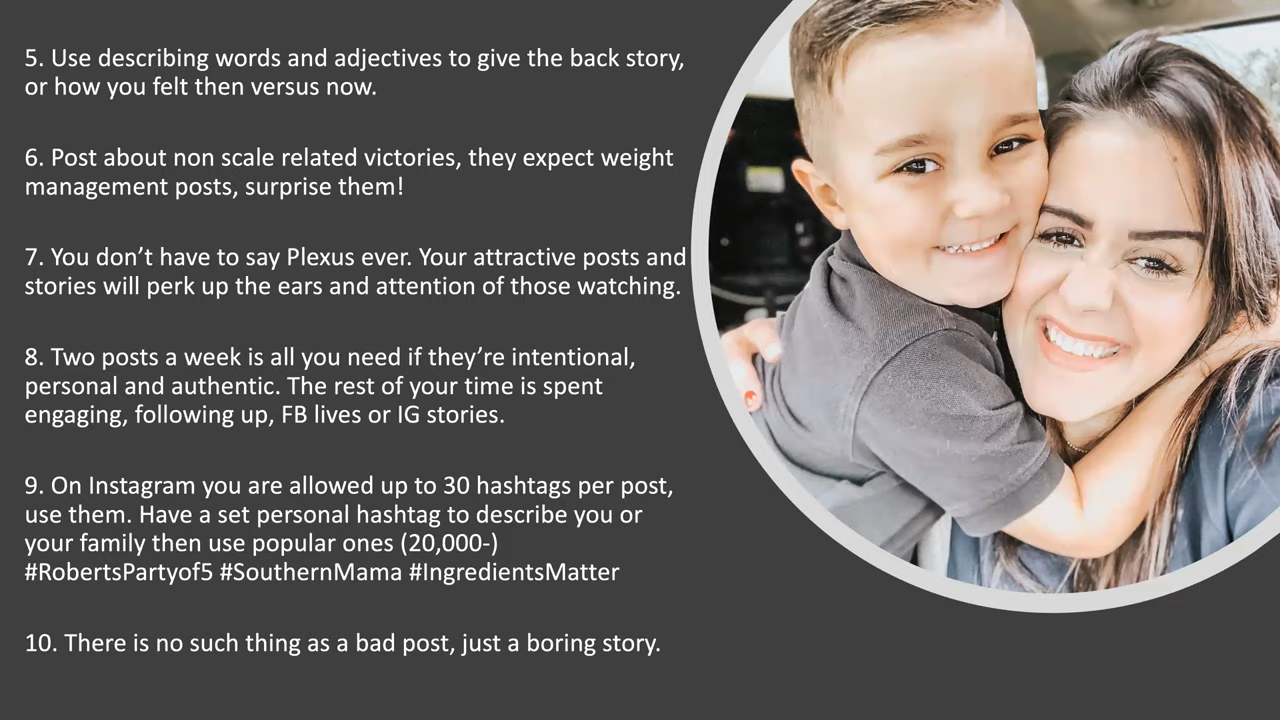 5. Use describing words and adjectives to give the back story,
or how you felt then versus now.
6. Post about non scale related victories, they expect weight
management posts, surprise them!
7. You don’t have to say Plexus ever. Your attractive posts and
stories will perk up the ears and attention of those watching.
8. Two posts a week is all you need if they’re intentional,
personal and authentic. The rest of your time is spent
engaging, following up, FB lives or IG stories.
9. On Instagram you are allowed up to 30 hashtags per post,
use them. Have a set personal hashtag to describe you or
your family then use popular ones (20,000-)
#RobertsPartyof5 #SouthernMama #IngredientsMatter
10. There is no such thing as a bad post, just a boring story.